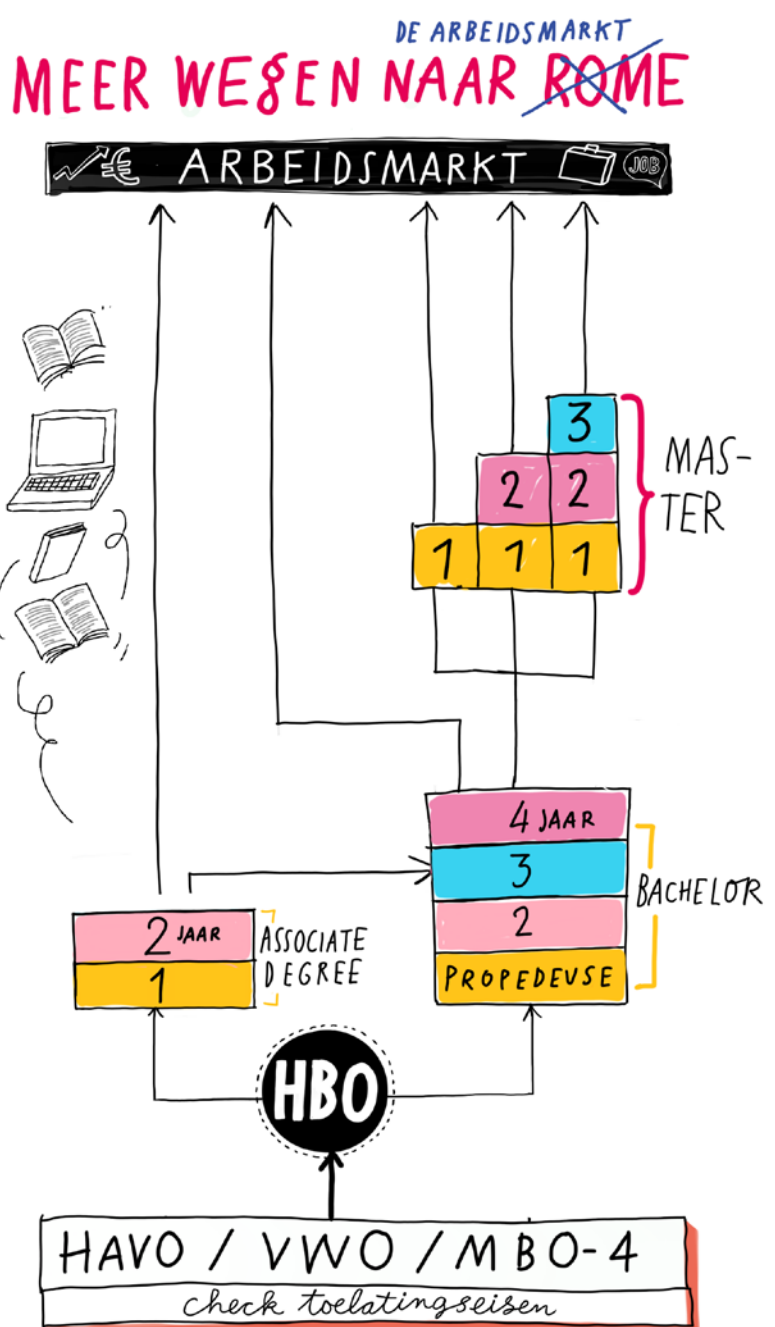 DE ARBEIDSMARKT
MEER WEGEN NAAR ROME
€ ARBEIDSMARKT JOB
3
2 2
1 1 1
MAS-
TER
4 JAAR
3
2
PROPEDEUSE
BACHELOR
2 JAAR
1
ASSOCIATE
DEGREE
HBO
HAVO / VWO / MBO-4
check toelatingseisen